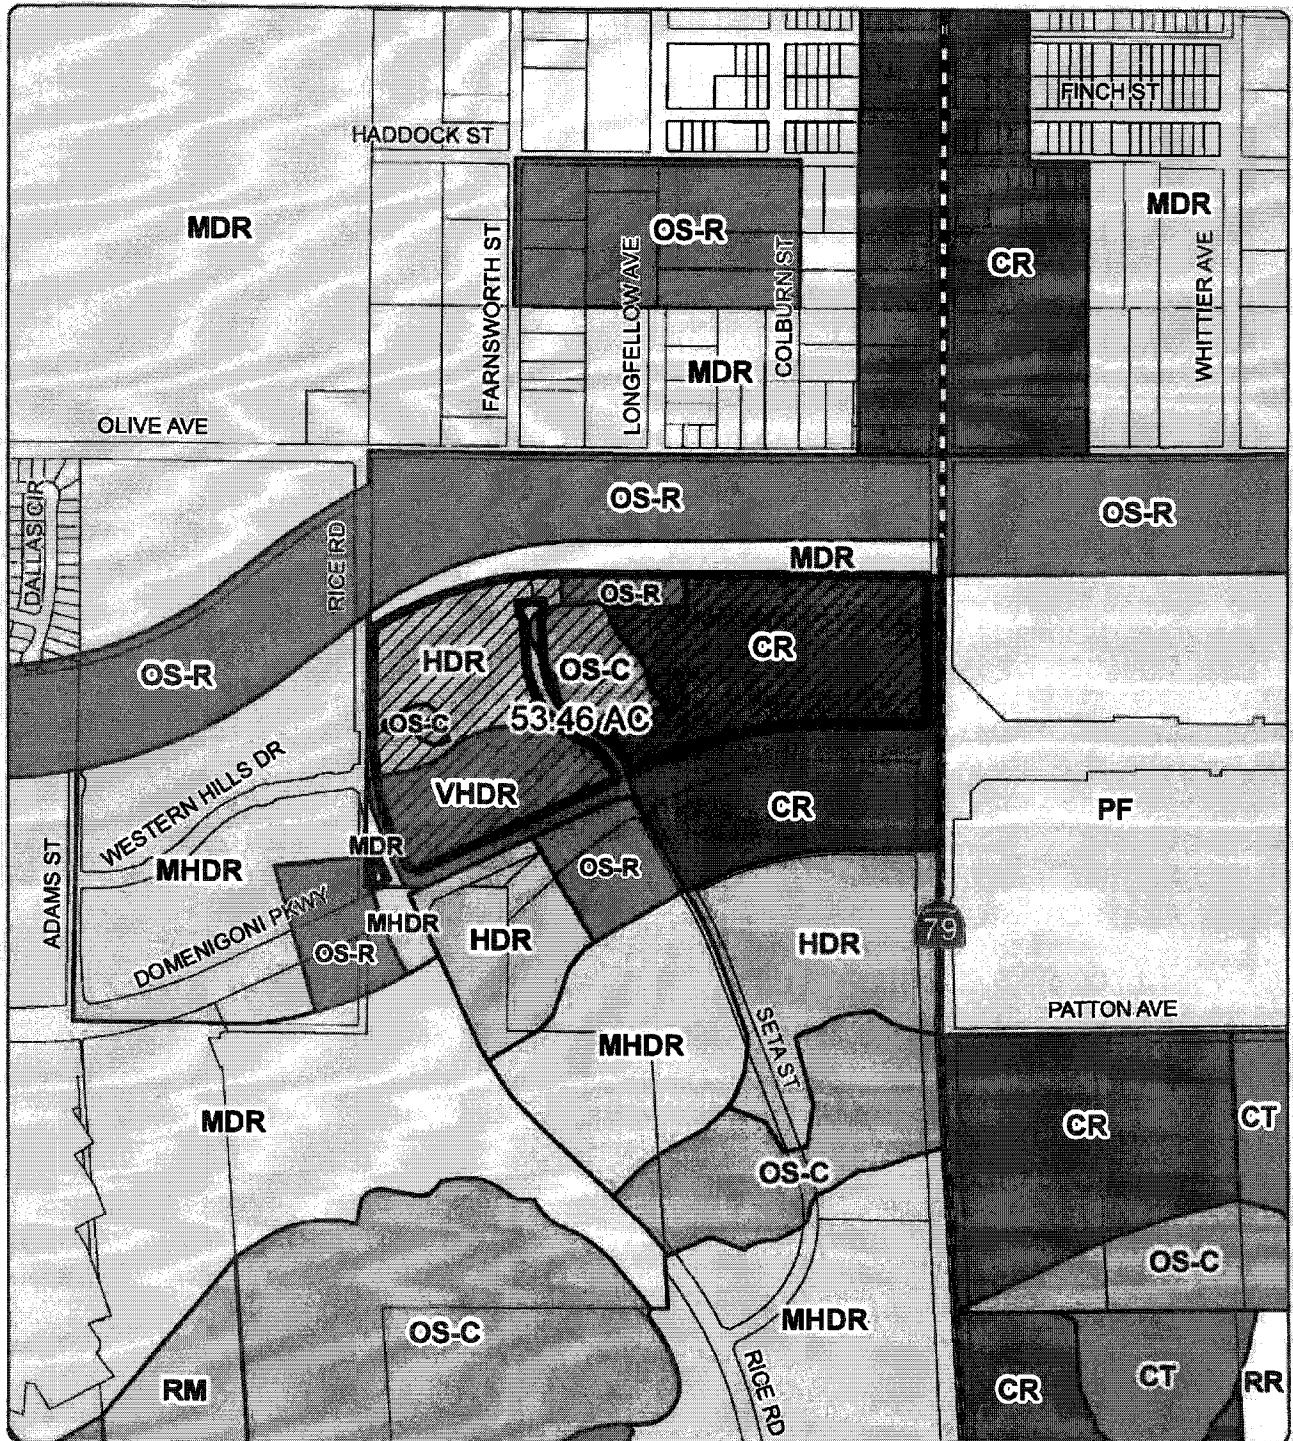 FINCH ST
HADDOCK ST
MDR
OS-R
MDR
CR
FARNSWORTH ST
LONGFELLOW AVE
COLBURN ST
WHITTIER AVE
MDR
OLIVE AVE
OS-R
OS-R
DALLAS CIR
RICE RD
MDR
OS-R
HDR
OS-C
CR
OS-R
OS-C
53.46 AC
WESTERN HILLS DR
VHDR
CR
PF
MDR
MHDR
OS-R
ADAMS ST
DOMENIGONI PKWY
MHDR
HDR
HDR
79
OS-R
PATTON AVE
SETA ST
MHDR
MDR
CR
CT
OS-C
OS-C
MHDR
OS-C
RICE RD
RM
CR
CT
RR